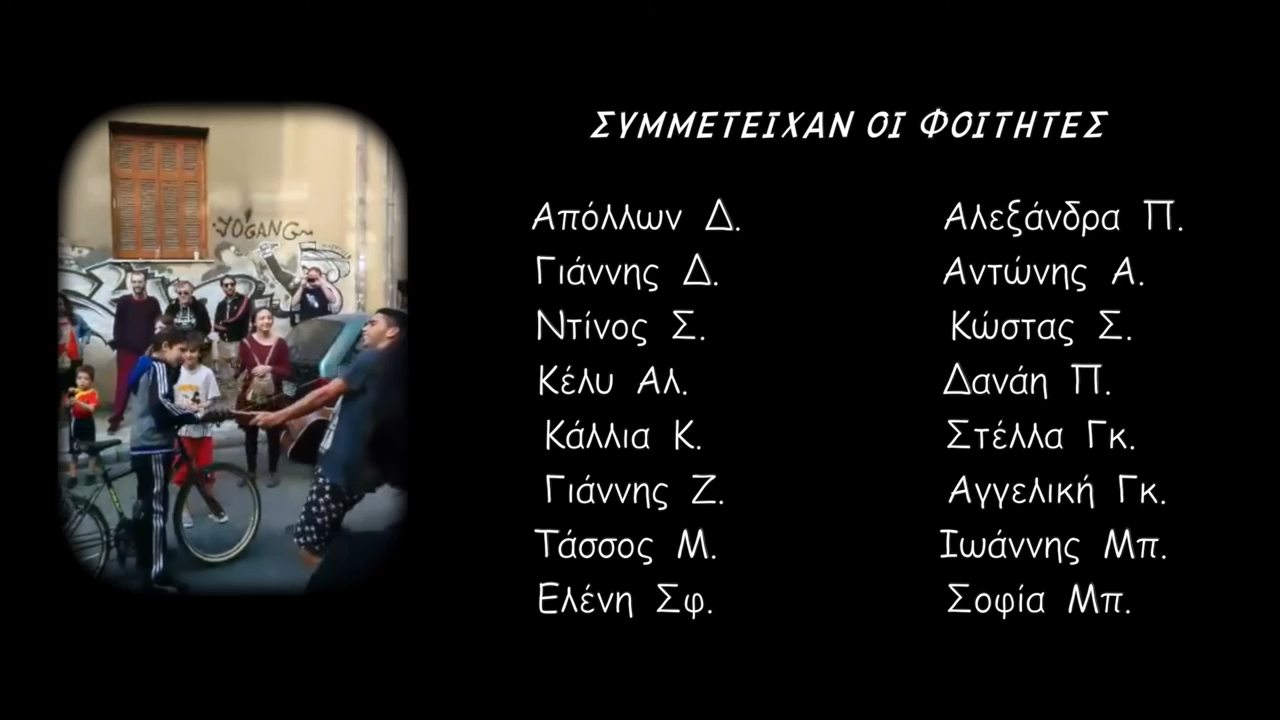 ΣΥΜΜΕΤΕΙΧΑΝ ΟΙ ΦΟΙΤΗΤΕΣ
Απόλλων Δ.
Γιάννης Δ.
Ντίνος Σ.
Κέλυ Αλ.
Κάλλια Κ.
Γιάννης Ζ.
Τάσσος Μ.
Ελένη Σφ.
Αλεξάνδρα Π.
Αντώνης Α.
Κώστας Σ.
Δανάη Π.
Στέλλα Γκ.
Αγγελική Γκ.
Ιωάννης Μπ.
Σοφία Μπ.
YOGANG